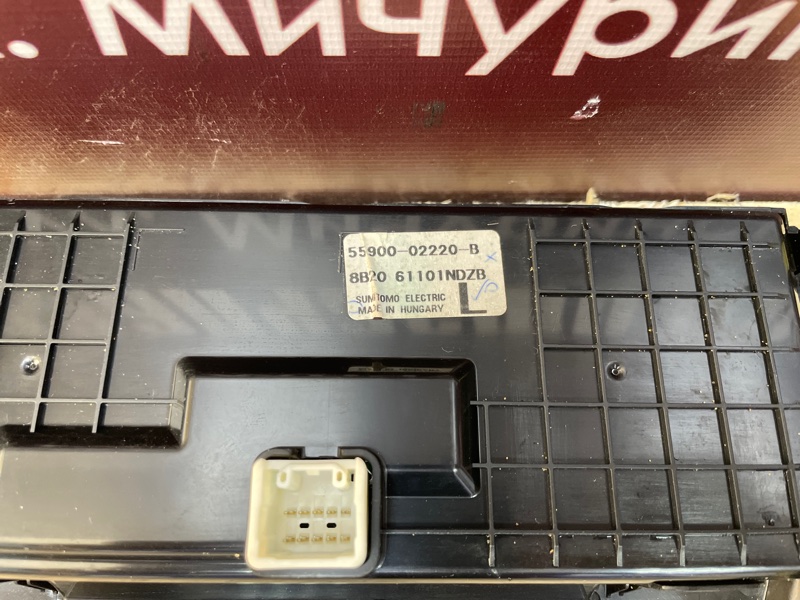 . Мичури
55900-02220-B
8B20 61101NDZB
SUMITOMO ELECTRIC
MADE IN HUNGARY L